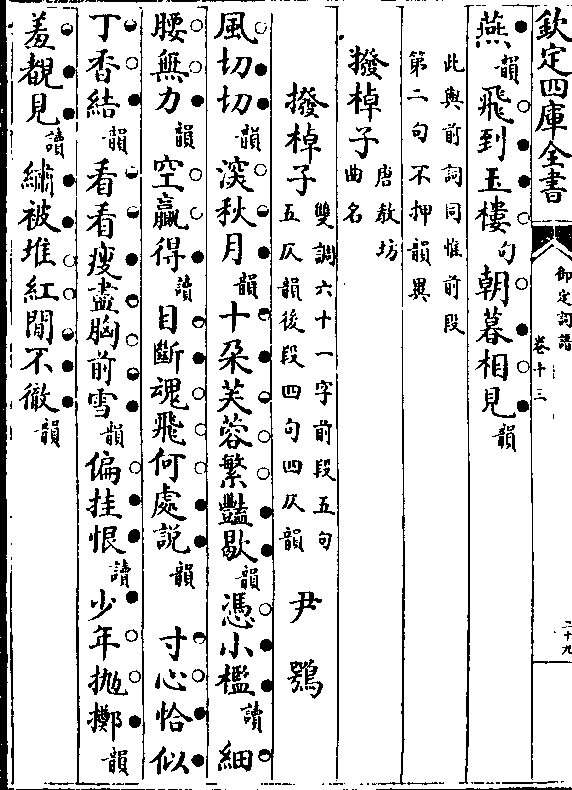 欽定四庫全書
御定詞譜
卷十三
二十九
燕韻飛到玉樓句朝暮相見韻
此與前詞同惟前段
第二句不押韻異
撥棹子唐教坊
曲名
撥棹子雙調六十一字前段五句
五仄韻後段四句四仄韻
尹鶚
風切切韻深秋月韻十朶芙蓉繁豔歇韻憑小檻讀細
腰無力韻空贏得讀目斷魂飛何處說韻寸心恰似
丁香結韻看看瘦盡胸前雪韻偏挂恨讀少年抛擲韻
羞覩見讀繡被堆紅閒不徹韻